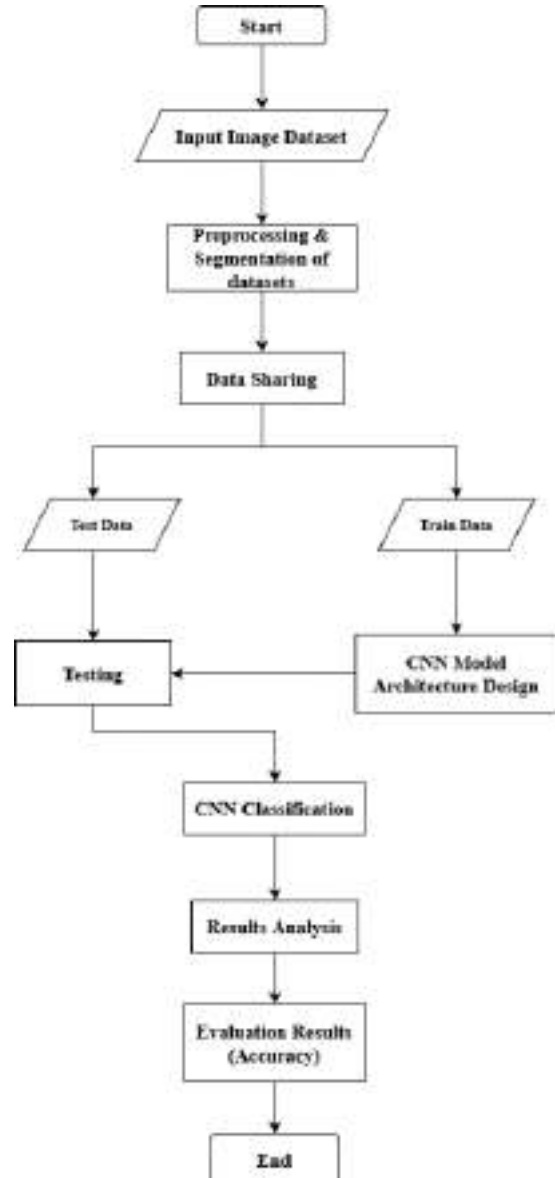 Start
Input Image Dataset
Preprocessing &
Segmentation of
datasets
Data Sharing
Test Data
Train Data
Testing
CNN Model
Architecture Design
CNN Classification
Results Analysis
Evaluation Results
(Accuracy)
End